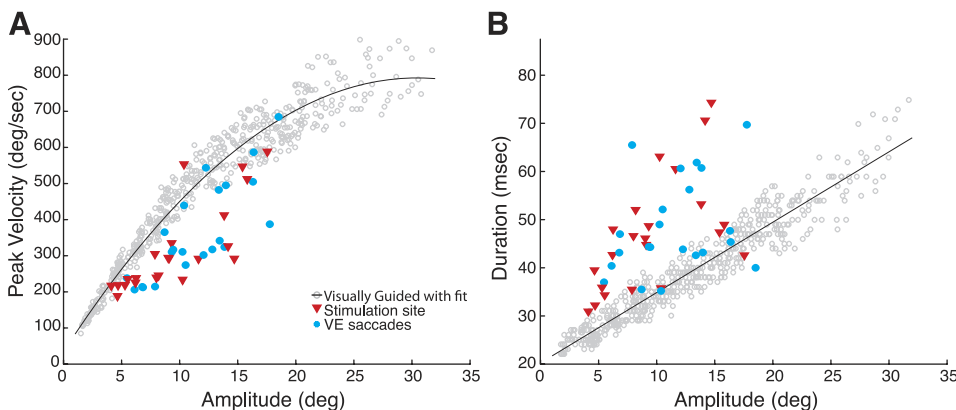 A
B
Peak Velocity (deg/sec)
900
800
700
600
500
400
300
200
100
0
0 5 10 15 20 25 30 35
Amplitude (deg)
Visually Guided with fit
Stimulation site
VE saccades
Duration (msec)
80
70
60
50
40
30
20
0 5 10 15 20 25 30 35
Amplitude (deg)